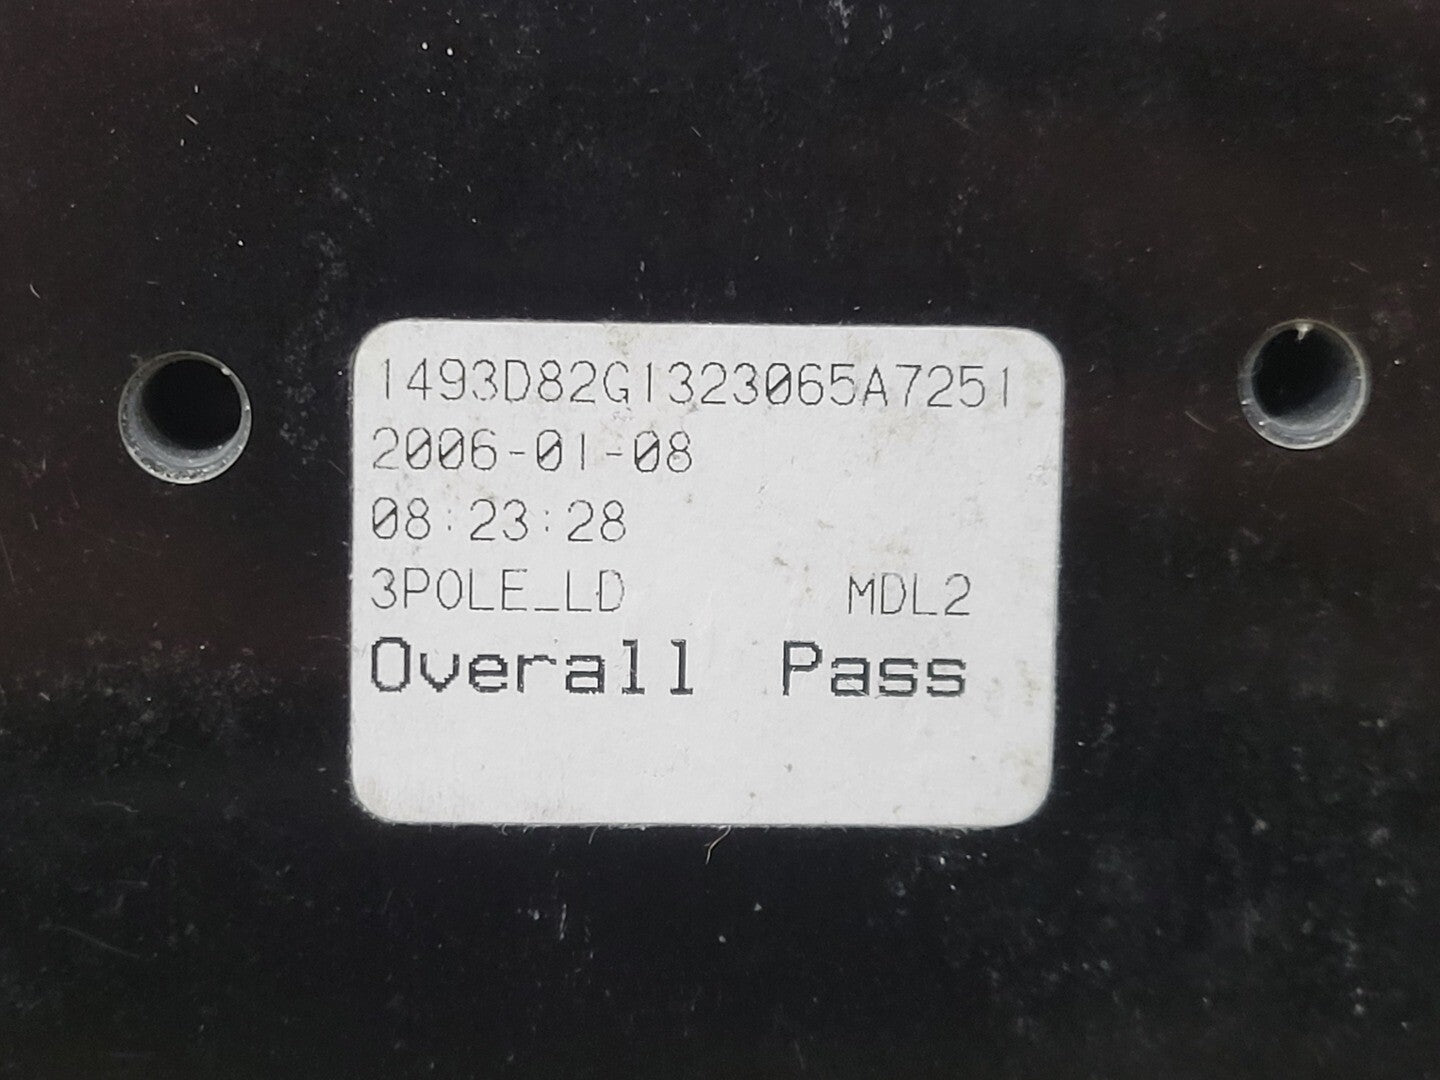 1493D82G1323065A7251
2006-01-08
08:23:28
3POLE_LD MDL2
Overall Pass